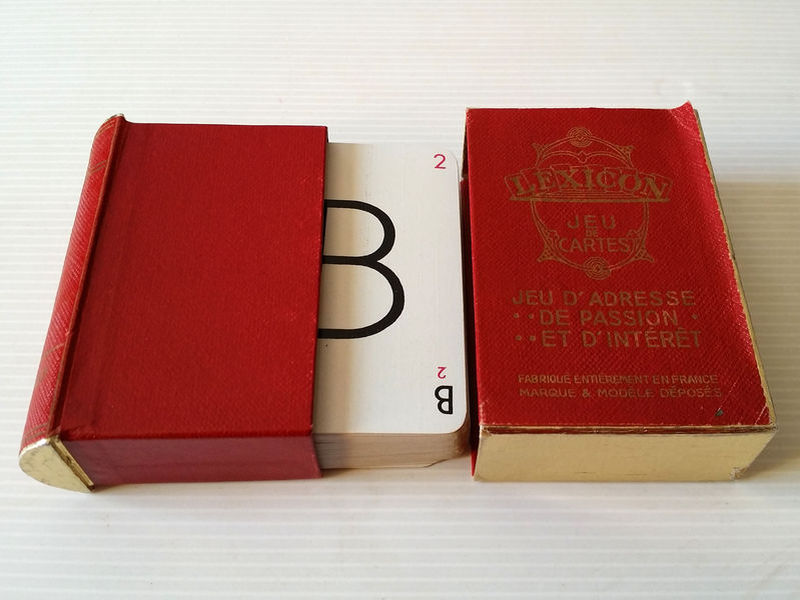 2
B
2
B
LEXICON
JEU
DE
CARTES
JEU D'ADRESSE
DE PASSION
ET D'INTÉRÊT
FABRIQUÉ ENTIÈREMENT EN FRANCE
MARQUE & MODÈLE DÉPOSÉS